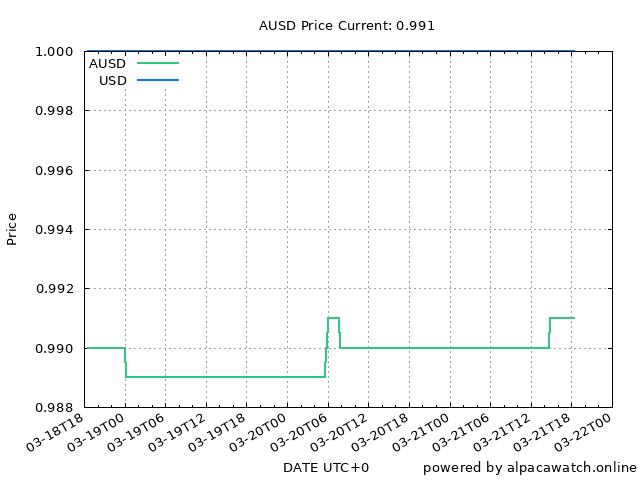 AUSD Price Current: 0.991
1.000
AUSD
USD
0.998
0.996
0.994
Price
0.992
0.990
0.988
03-18T18
03-19T00
03-19T06
03-19T12
03-19T18
03-20T00
03-20T06
03-20T12
03-20T18
03-21T00
03-21T06
03-21T12
03-21T18
03-22T00
DATE UTC+0
powered by alpacawatch.online